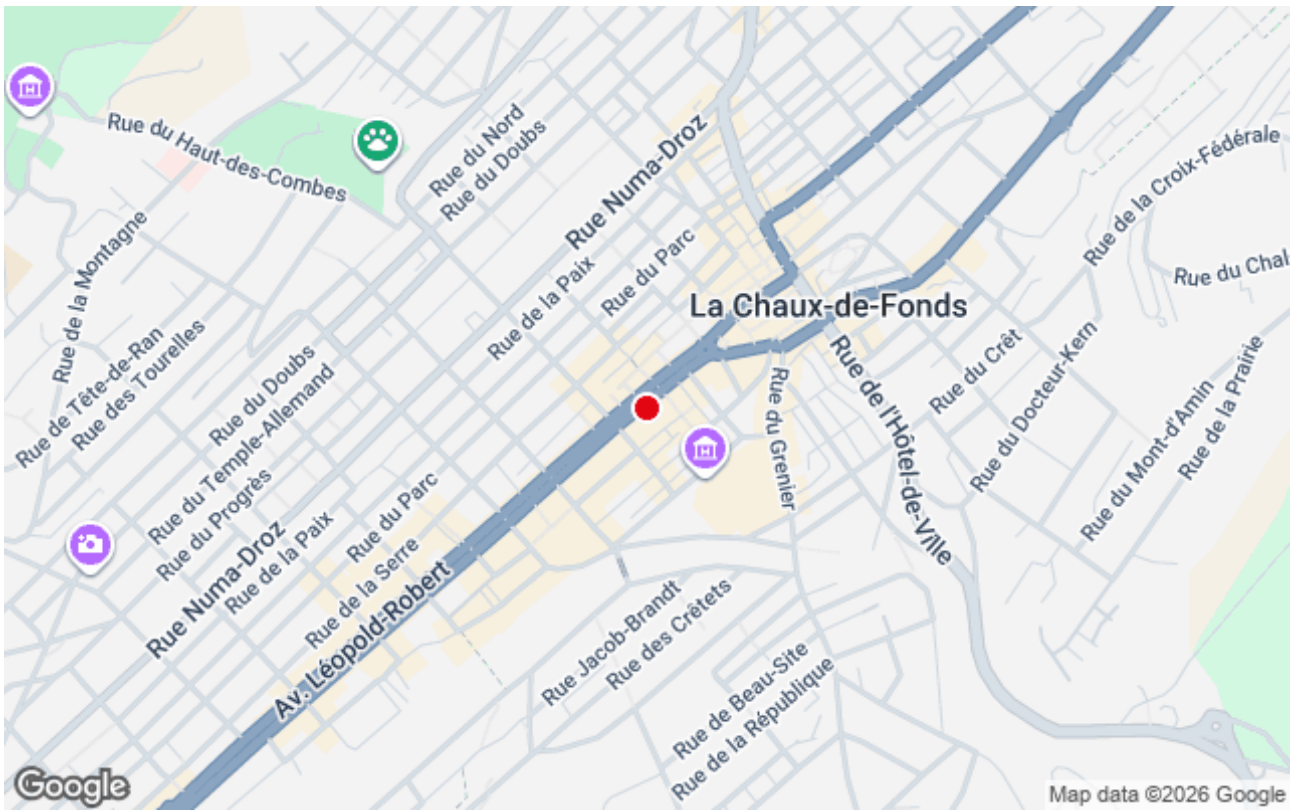 Rue du Haut-des-Combes
Rue du Nord
Rue du Doubs
Rue Numa-Droz
Rue de la Croix-Fédérale
Rue de la Montagne
Rue du Parc
Rue de la Paix
Rue du Chal
La Chaux-de-Fonds
Rue de Tête-de-Ran
Rue des Tourelles
Rue du Doubs
Rue du Temple-Allemand
Rue du Progrès
Rue Numa-Droz
Rue de la Paix
Rue du Parc
Rue de la Serre
Av. Léopold-Robert
Rue du Grenier
Rue de l'Hôtel-de-Ville
Rue du Crêt
Rue du Docteur-Kern
Rue du Mont-d'Amin
Rue de la Prairie
Rue Jacob-Brandt
Rue des Crêtets
Rue de Beau-Site
Rue de la République
Google
Map data ©2026 Google